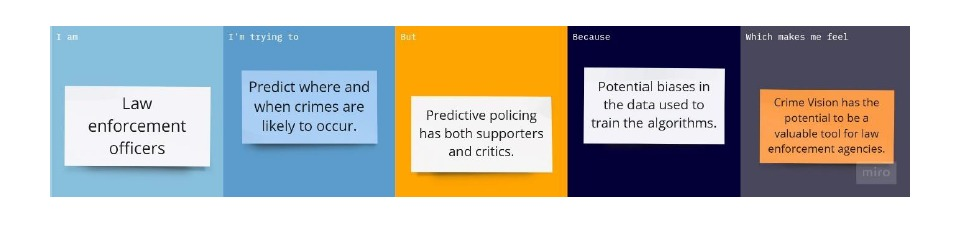 I am
Law
enforcement
officers
I'm trying to
Predict where and
when crimes are
likely to occur.
But
Predictive policing
has both supporters
and critics.
Because
Potential biases in
the data used to
train the algorithms.
Which makes me feel
Crime Vision has the
potential to be a
valuable tool for law
enforcement agencies.
miro